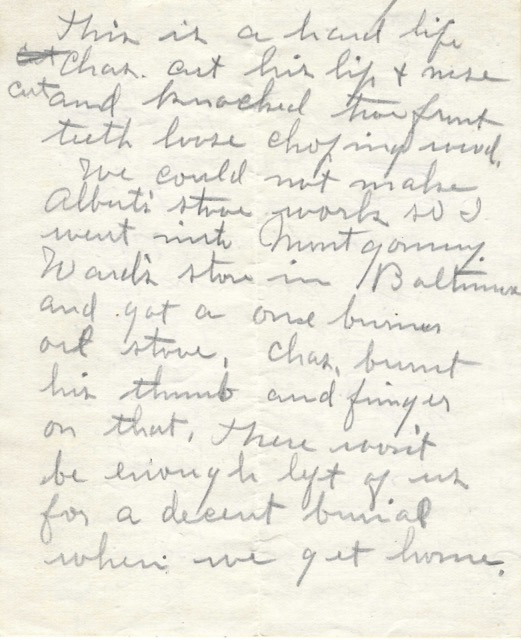 This is a hard life
Chas. cut his lip & nose
cut and knocked two front
teeth loose choping wood.
We could not make
Albert's stove work so I
went into Montgomery
Ward's store in Baltimore
and got a one burner
oil stove, Chas. burnt
his thumb and finger
on that. There won't
be enough left of us
for a decent burial
when we get home.